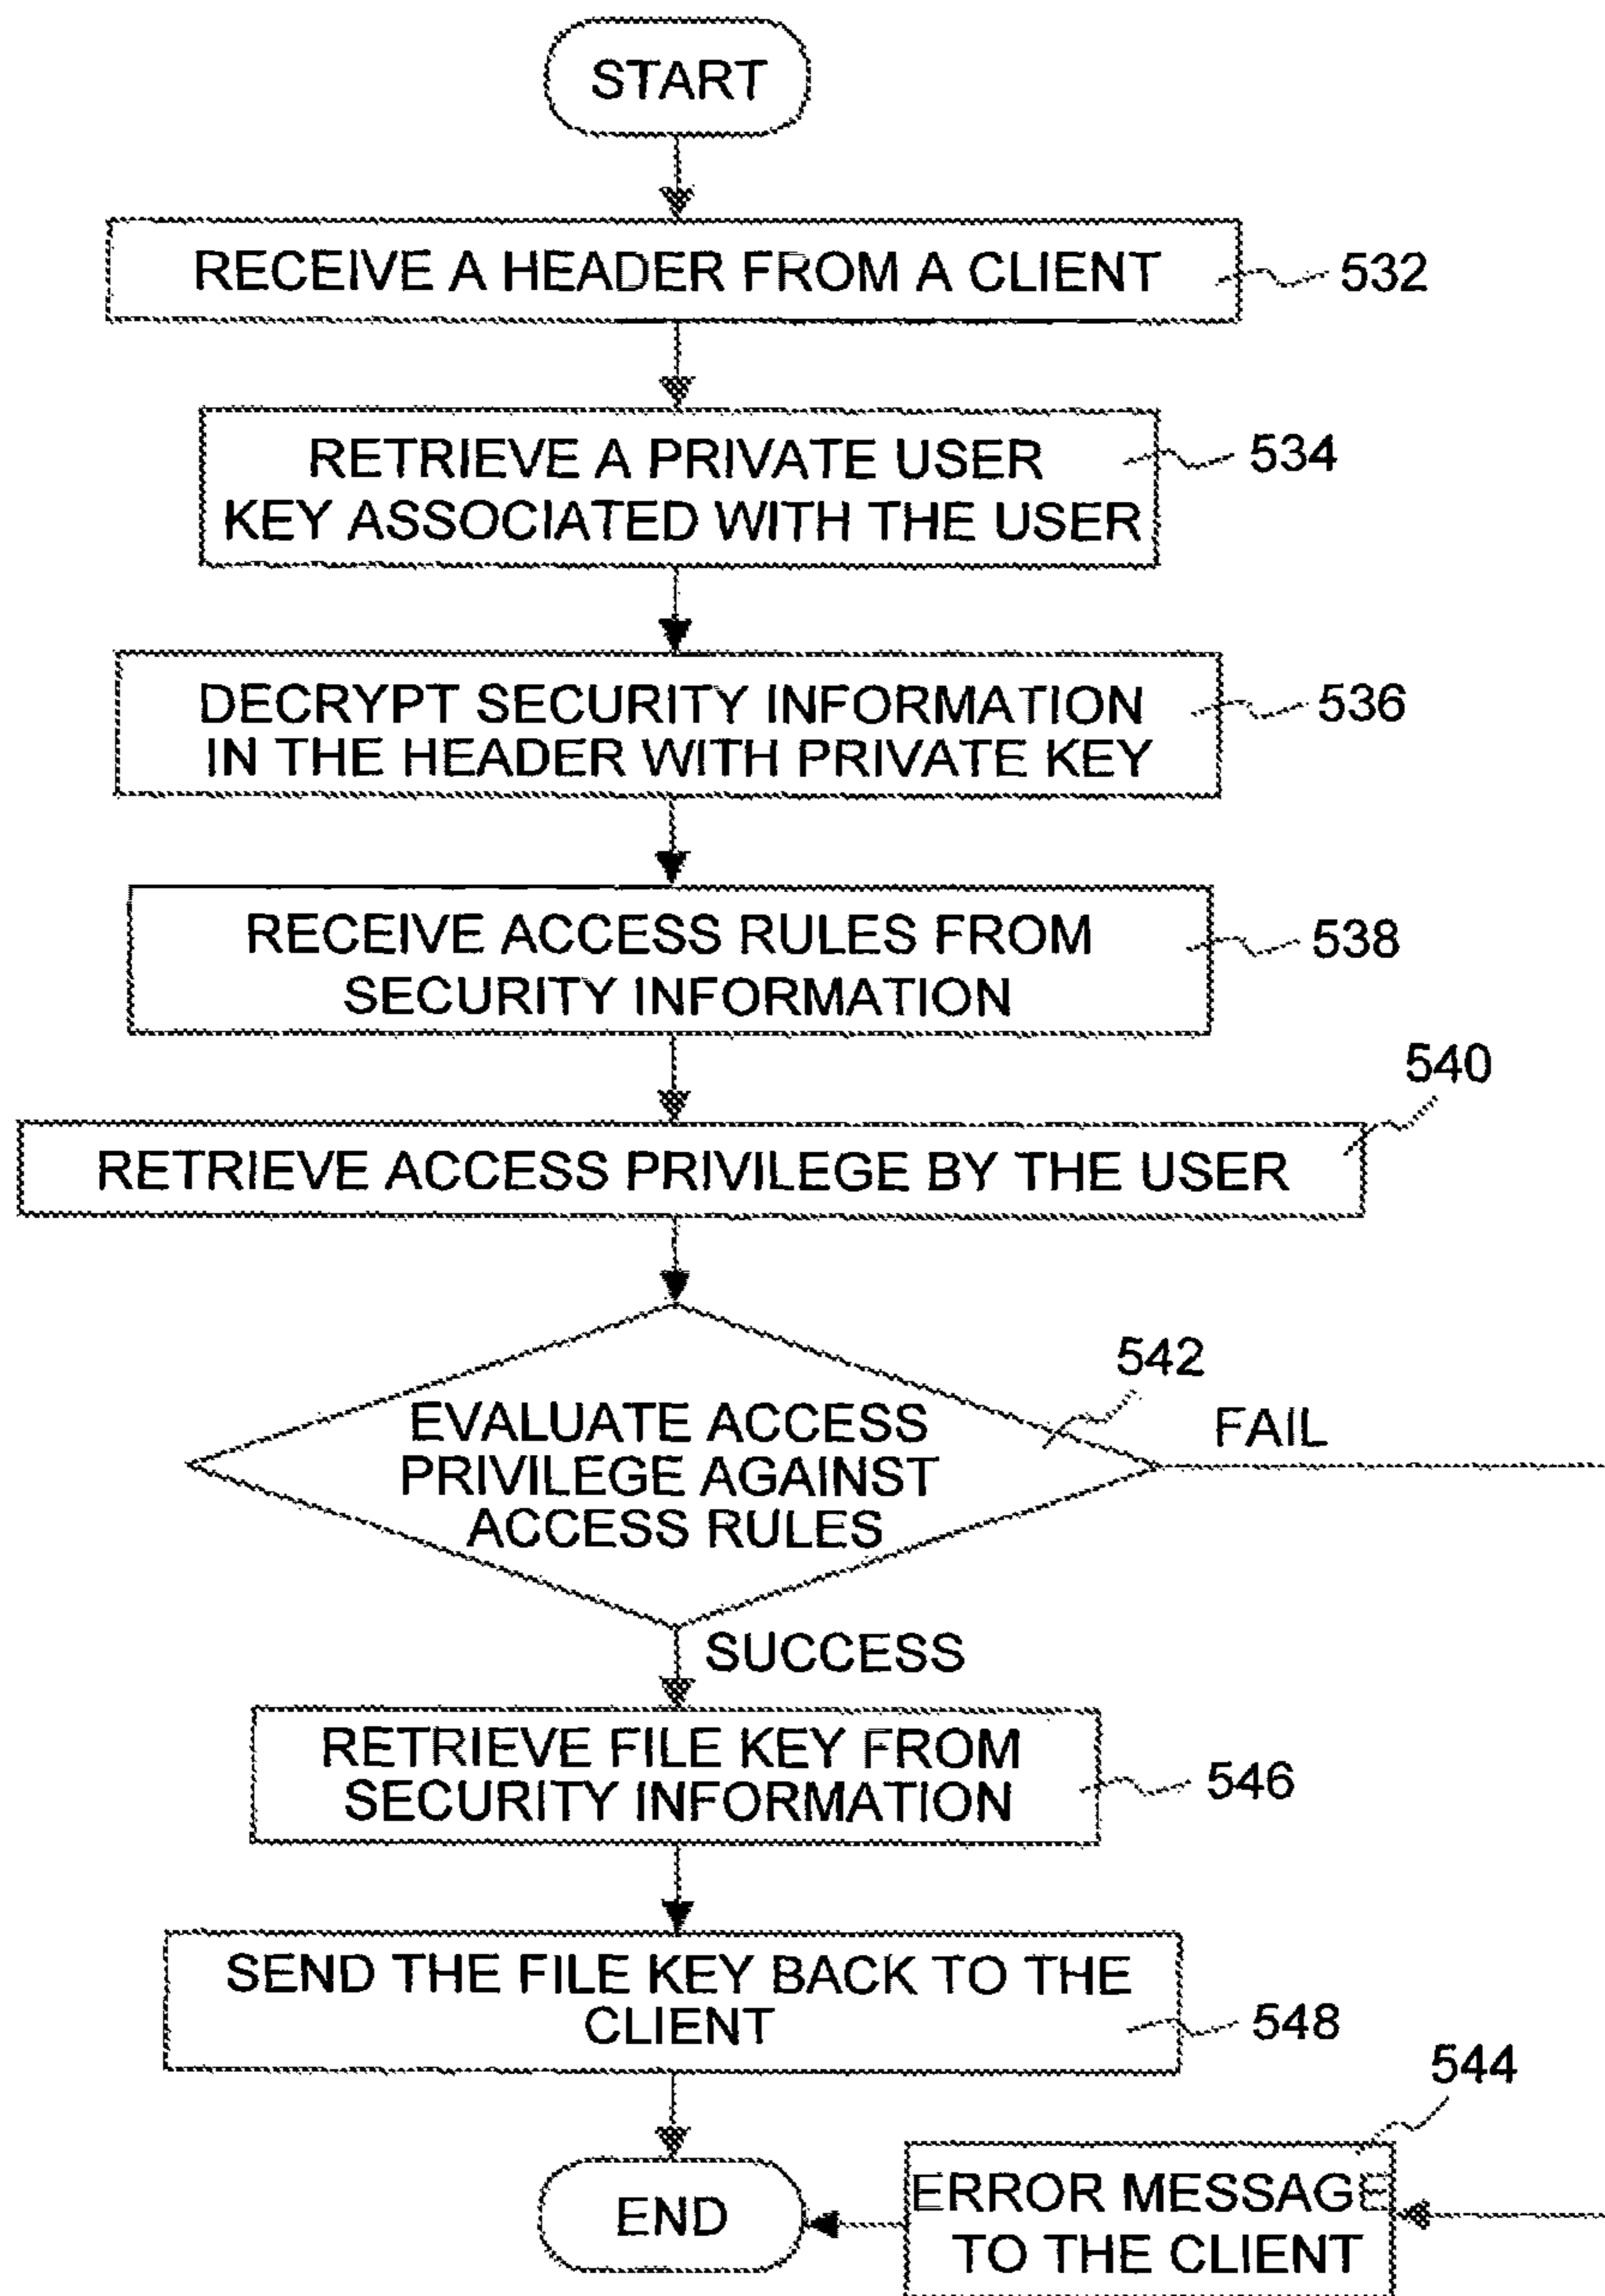 START
RECEIVE A HEADER FROM A CLIENT
532
RETRIEVE A PRIVATE USER
KEY ASSOCIATED WITH THE USER
534
DECRYPT SECURITY INFORMATION
IN THE HEADER WITH PRIVATE KEY
536
RECEIVE ACCESS RULES FROM
SECURITY INFORMATION
538
540
RETRIEVE ACCESS PRIVILEGE BY THE USER
542
EVALUATE ACCESS
PRIVILEGE AGAINST
ACCESS RULES
FAIL
SUCCESS
RETRIEVE FILE KEY FROM
SECURITY INFORMATION
546
SEND THE FILE KEY BACK TO THE
CLIENT
548
544
ERROR MESSAGE
TO THE CLIENT
END